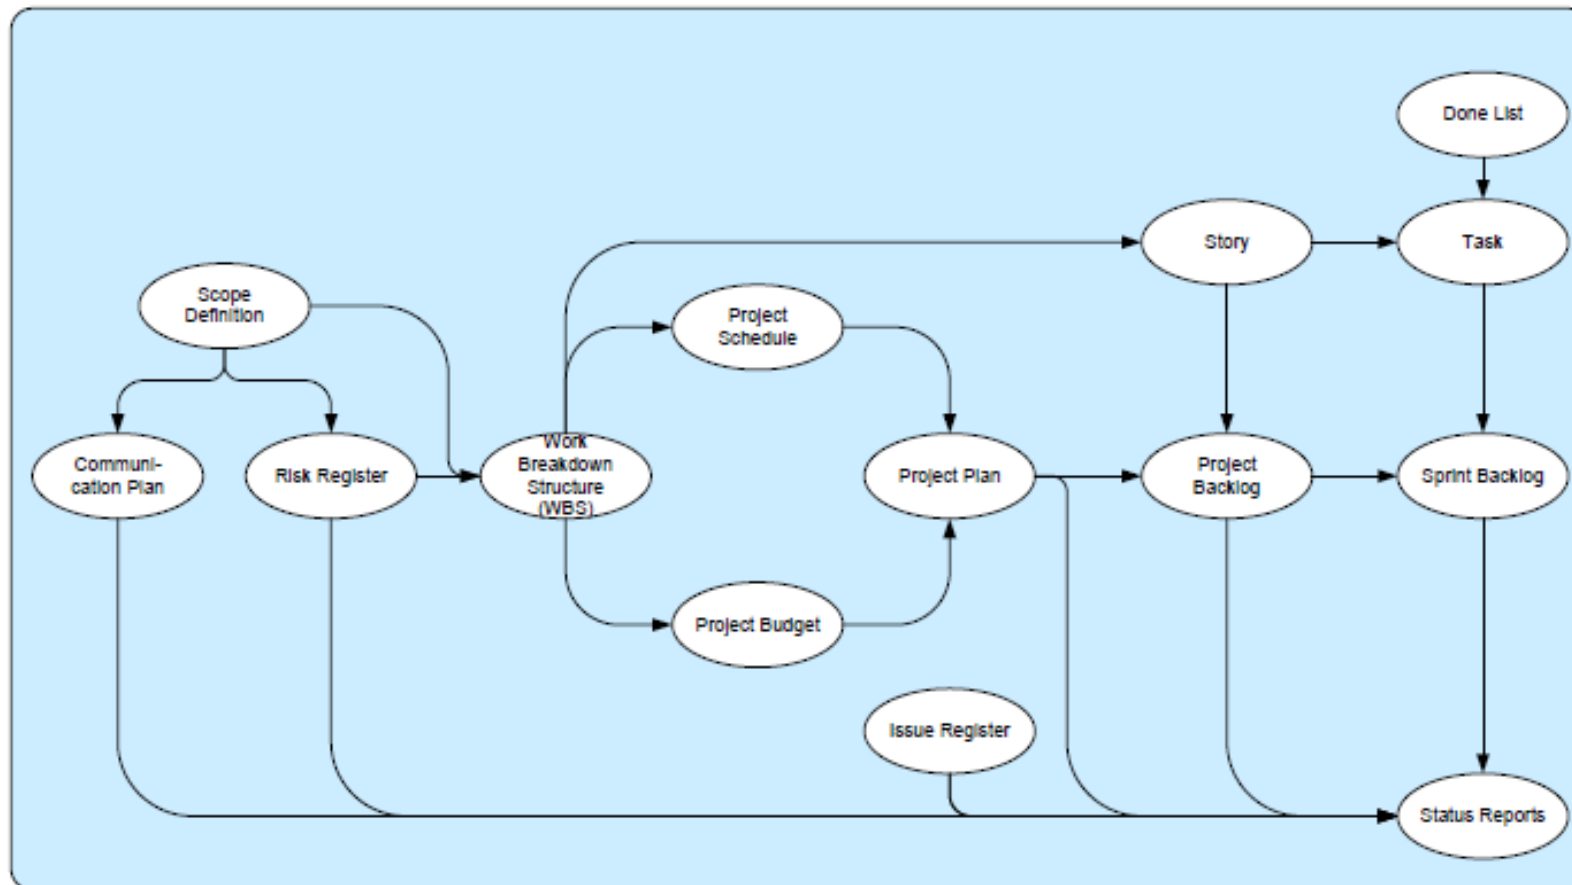 Done List
Story
Task
Scope
Definition
Project
Schedule
Communi-
cation Plan
Risk Register
Work
Breakdown
Structure
(WBS)
Project Plan
Project
Backlog
Sprint Backlog
Project Budget
Issue Register
Status Reports